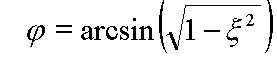 φ = arcsin(√(1 − ξ²))